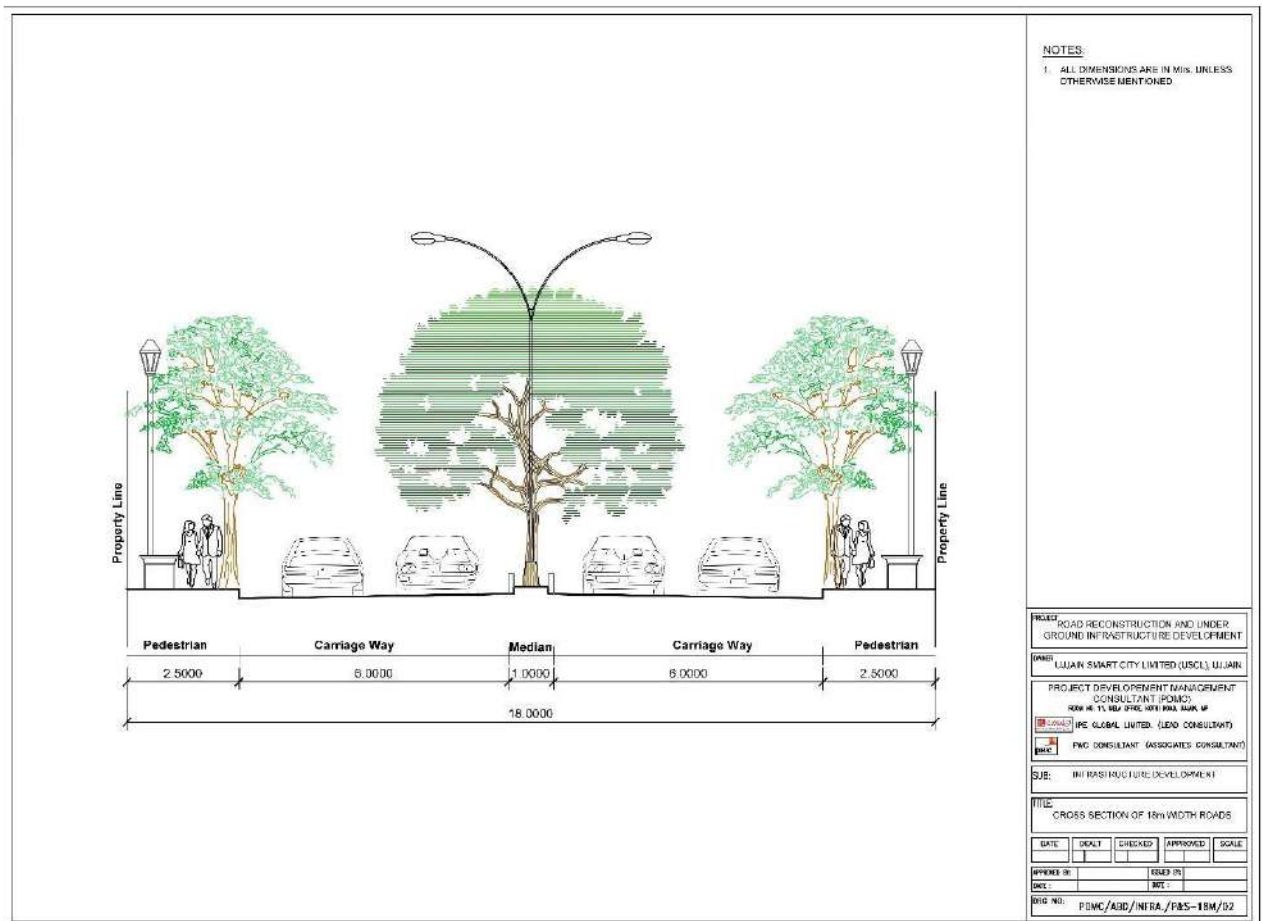 NOTES:
1. ALL DIMENSIONS ARE IN Mtrs. UNLESS
OTHERWISE MENTIONED.
Property Line
Property Line
Pedestrian Carriage Way Median Carriage Way Pedestrian
2.5000 6.0000 1.0000 6.0000 2.5000
18.0000
PROJECT
ROAD RECONSTRUCTION AND UNDER
GROUND INFRASTRUCTURE DEVELOPMENT
OWNER
UJJAIN SMART CITY LIMITED (USCL), UJJAIN
PROJECT DEVELOPEMENT MANAGEMENT
CONSULTANT (PDMC)
IPE GLOBAL LIMITED. (LEAD CONSULTANT)
PWC CONSULTANT (ASSOCIATES CONSULTANT)
SUB: INFRASTRUCTURE DEVELOPMENT
TITLE:
CROSS SECTION OF 18m WIDTH ROADS
DATE DEALT CHECKED APPROVED SCALE
APPROVED BY: ISSUED BY:
DATE : DATE :
DRG NO: PDMC/ABD/INFRA./P&S-18M/02